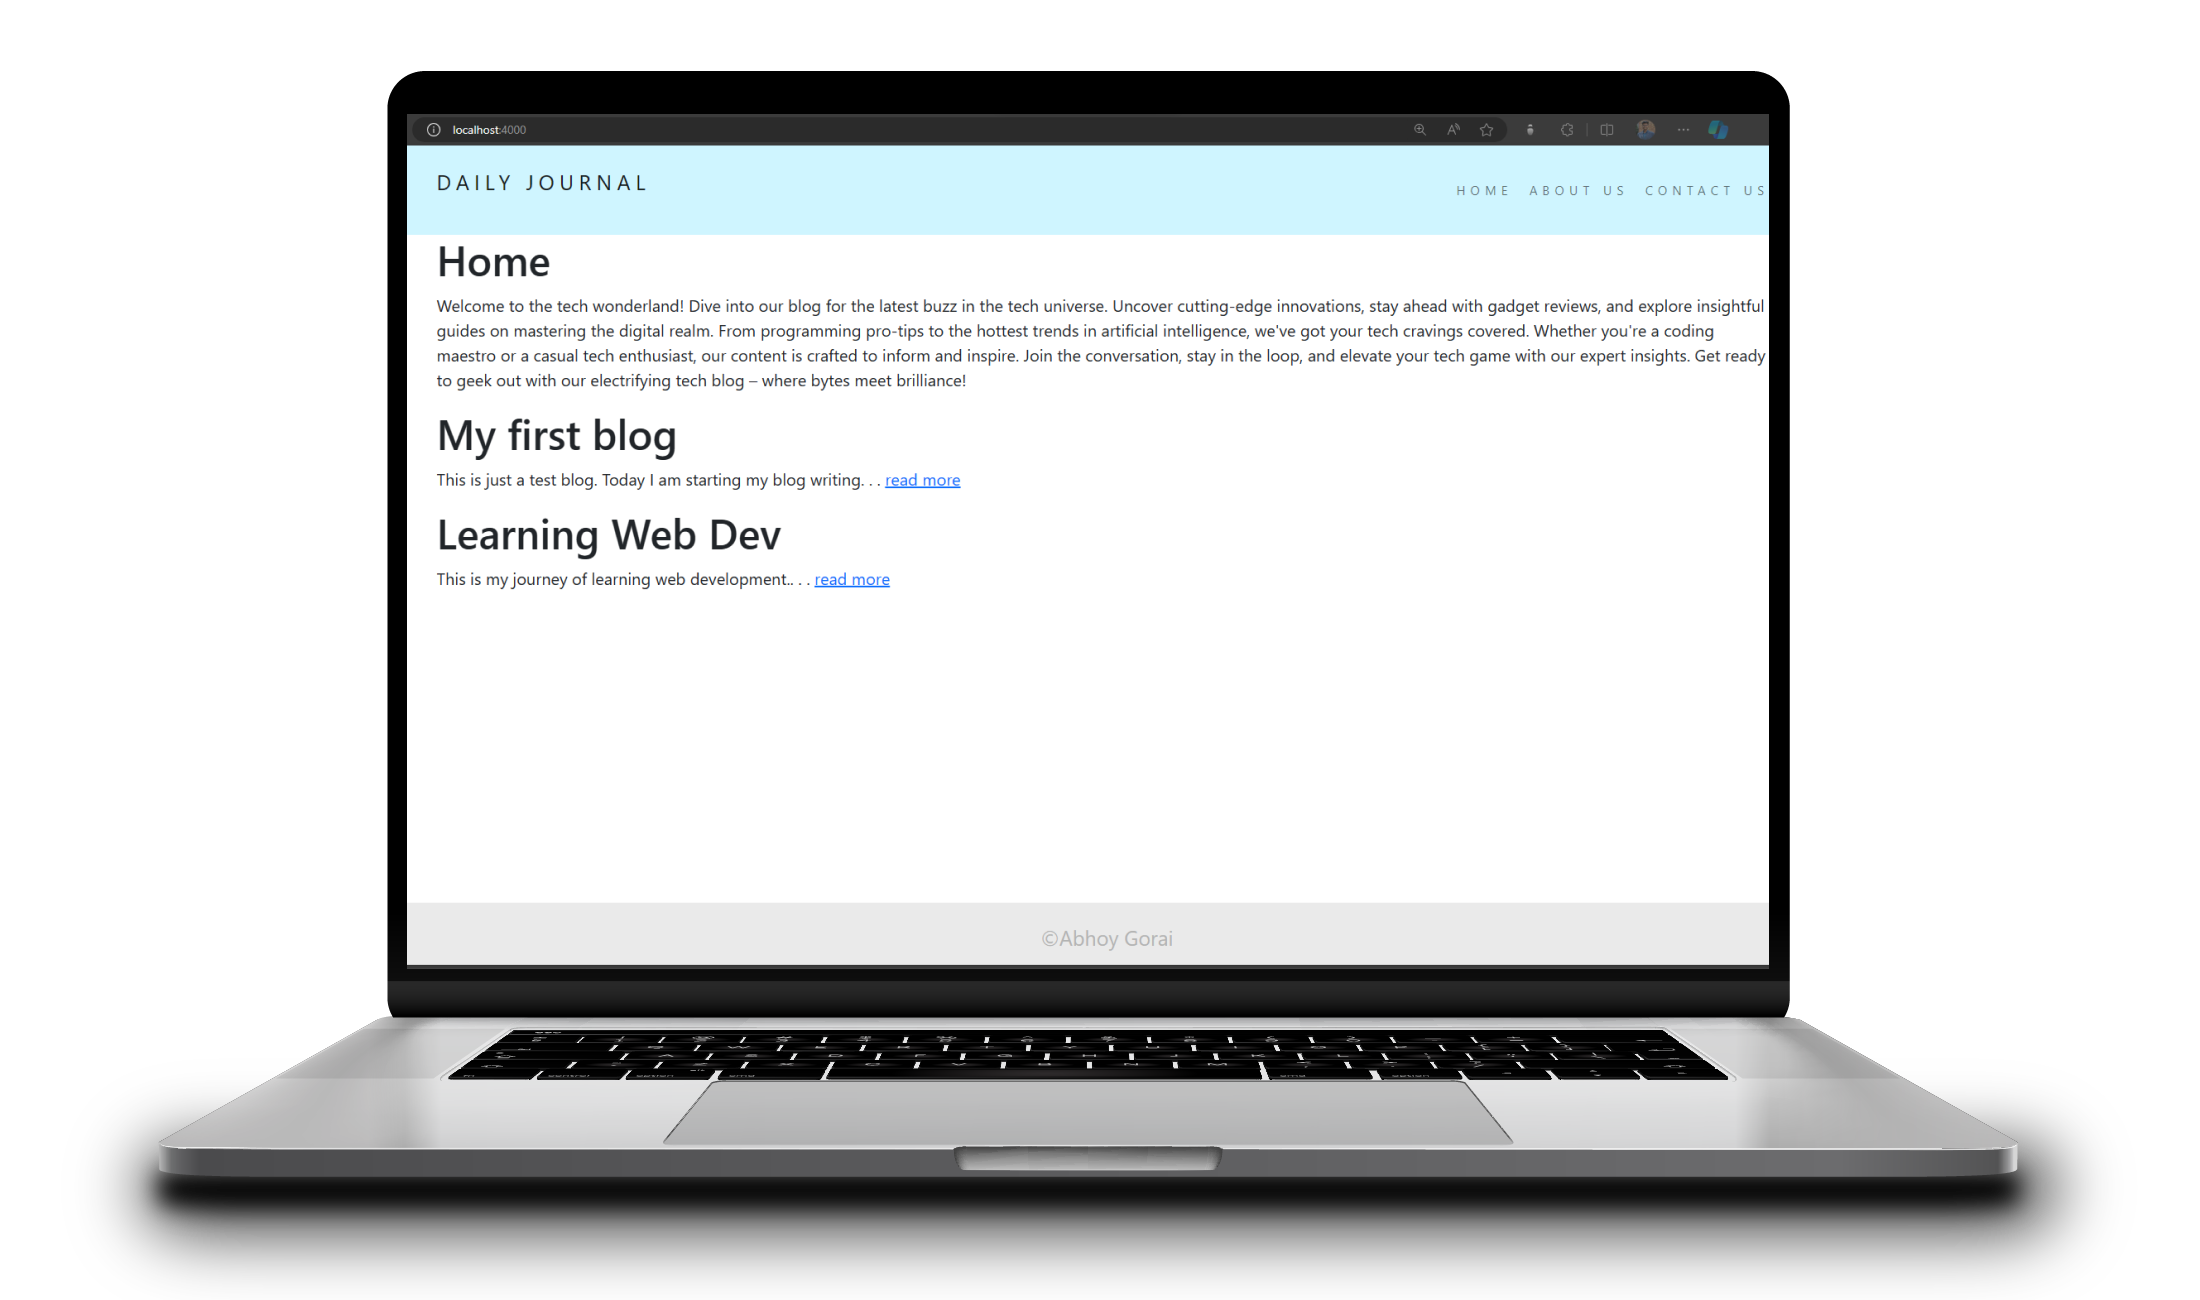 localhost:4000
DAILY JOURNAL
HOME ABOUT US CONTACT US
Home
Welcome to the tech wonderland! Dive into our blog for the latest buzz in the tech universe. Uncover cutting-edge innovations, stay ahead with gadget reviews, and explore insightful
guides on mastering the digital realm. From programming pro-tips to the hottest trends in artificial intelligence, we've got your tech cravings covered. Whether you're a coding
maestro or a casual tech enthusiast, our content is crafted to inform and inspire. Join the conversation, stay in the loop, and elevate your tech game with our expert insights. Get ready
to geek out with our electrifying tech blog – where bytes meet brilliance!
My first blog
This is just a test blog. Today I am starting my blog writing. . . read more
Learning Web Dev
This is my journey of learning web development.. . . read more
©Abhoy Gorai